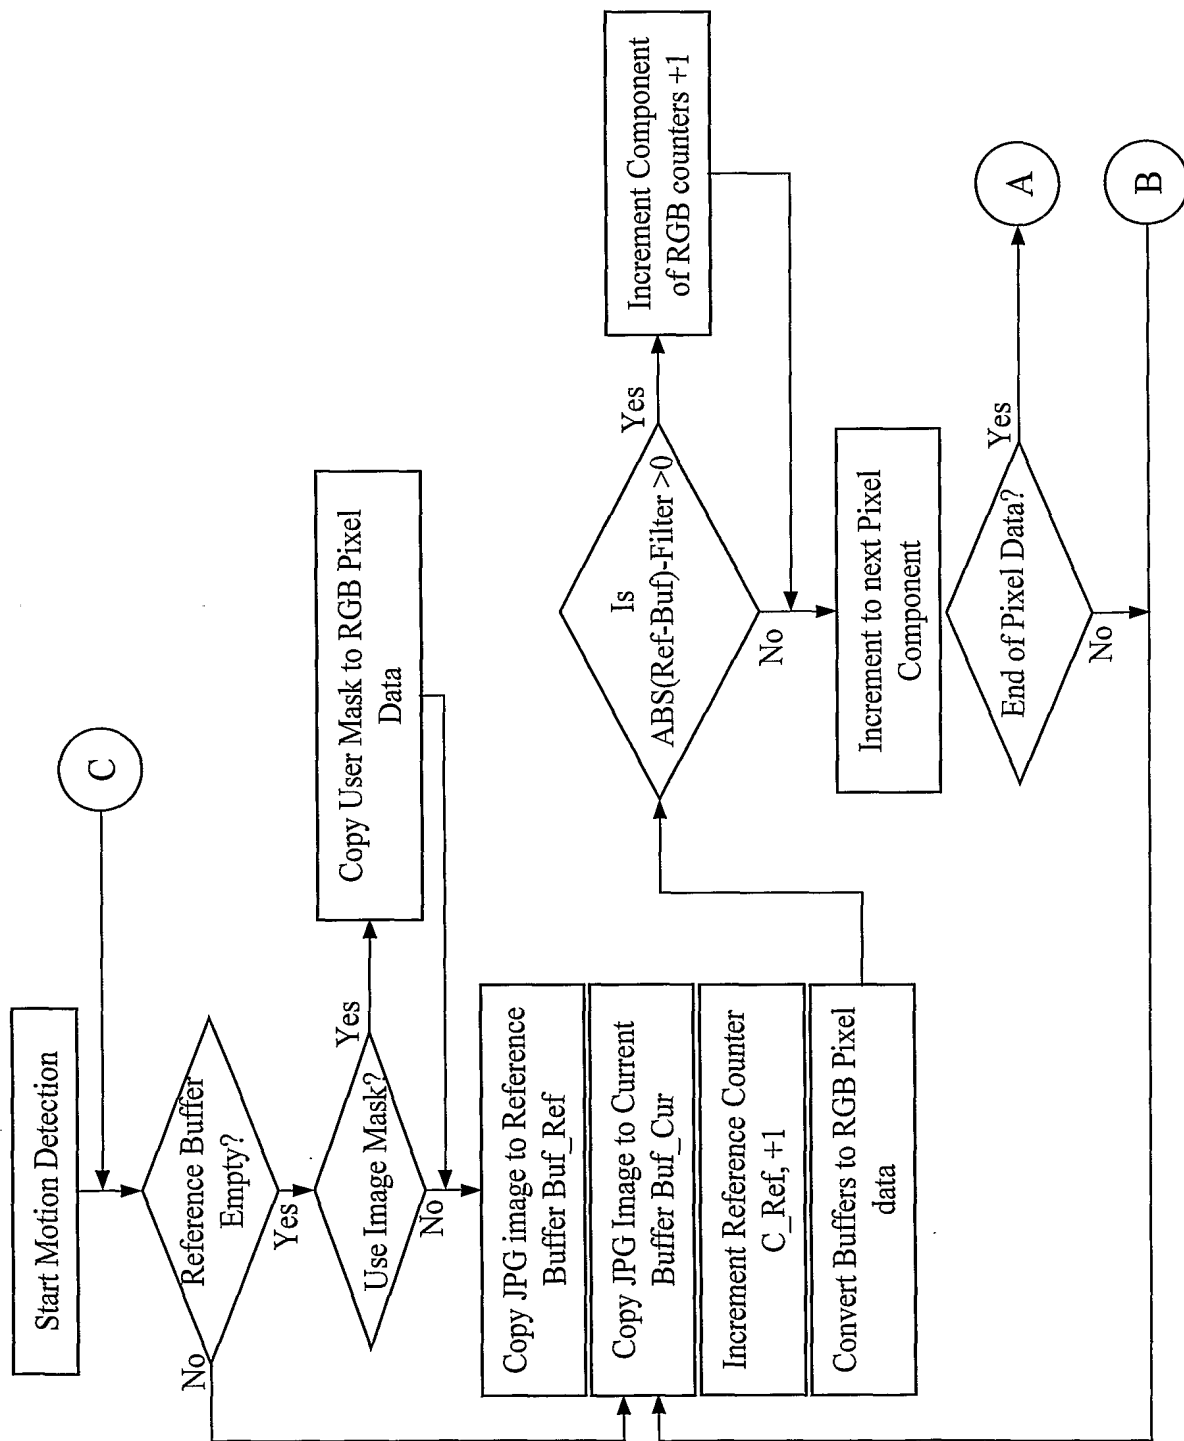 Start Motion Detection
C
Reference Buffer
Empty?
No
Yes
Use Image Mask?
Yes
No
Copy User Mask to RGB Pixel
Data
Copy JPG image to Reference
Buffer Buf_Ref
Copy JPG Image to Current
Buffer Buf_Cur
Increment Reference Counter
C_Ref, +1
Convert Buffers to RGB Pixel
data
Is
ABS(Ref-Buf)-Filter >0
Yes
No
Increment Component
of RGB counters +1
Increment to next Pixel
Component
End of Pixel Data?
Yes
No
A
B